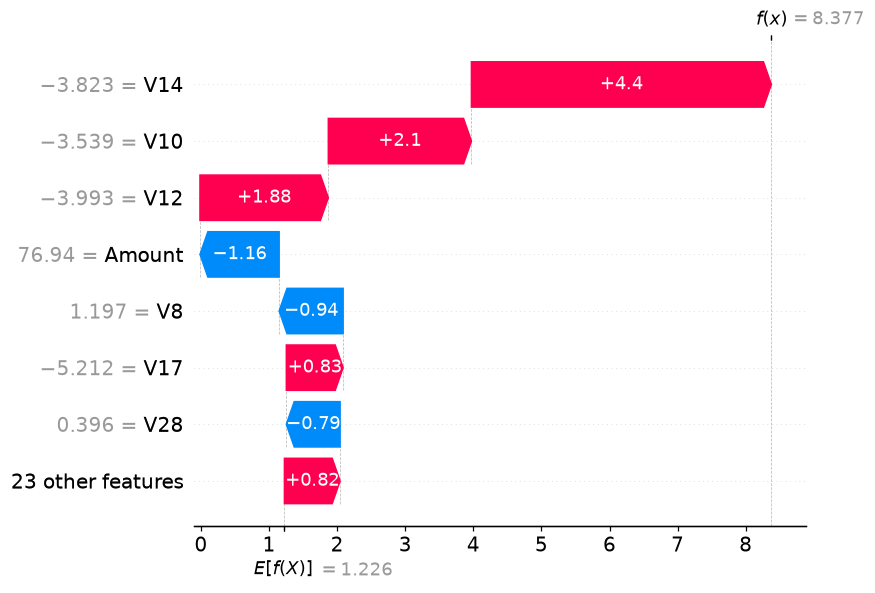 f(x) = 8.377
−3.823 = V14
+4.4
−3.539 = V10
+2.1
−3.993 = V12
+1.88
76.94 = Amount
−1.16
1.197 = V8
−0.94
−5.212 = V17
+0.83
0.396 = V28
−0.79
23 other features
+0.82
0 1 2 3 4 5 6 7 8
E[f(X)] = 1.226